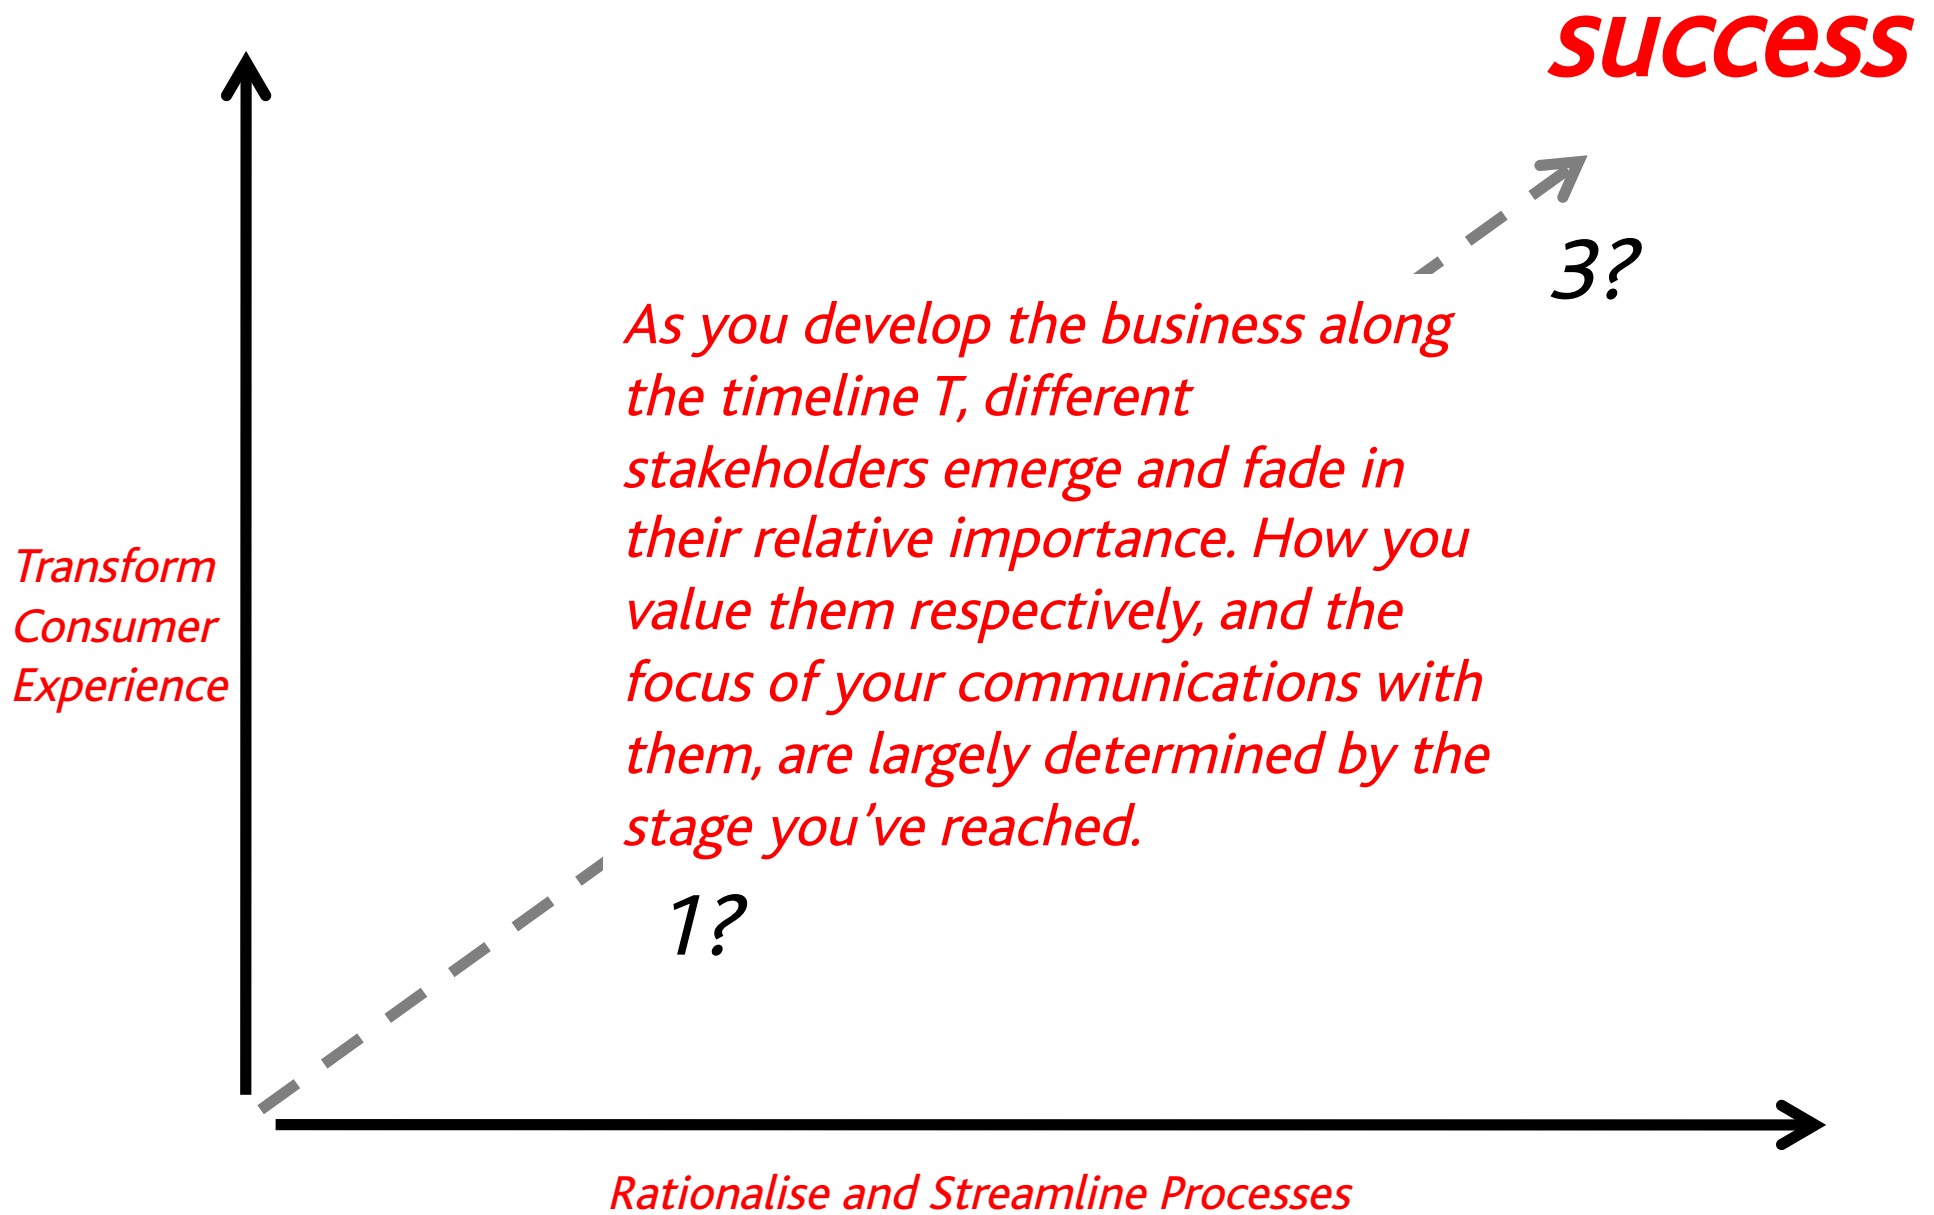 success
3?
As you develop the business along
the timeline T, different
stakeholders emerge and fade in
their relative importance. How you
value them respectively, and the
focus of your communications with
them, are largely determined by the
stage you’ve reached.
Transform
Consumer
Experience
1?
Rationalise and Streamline Processes